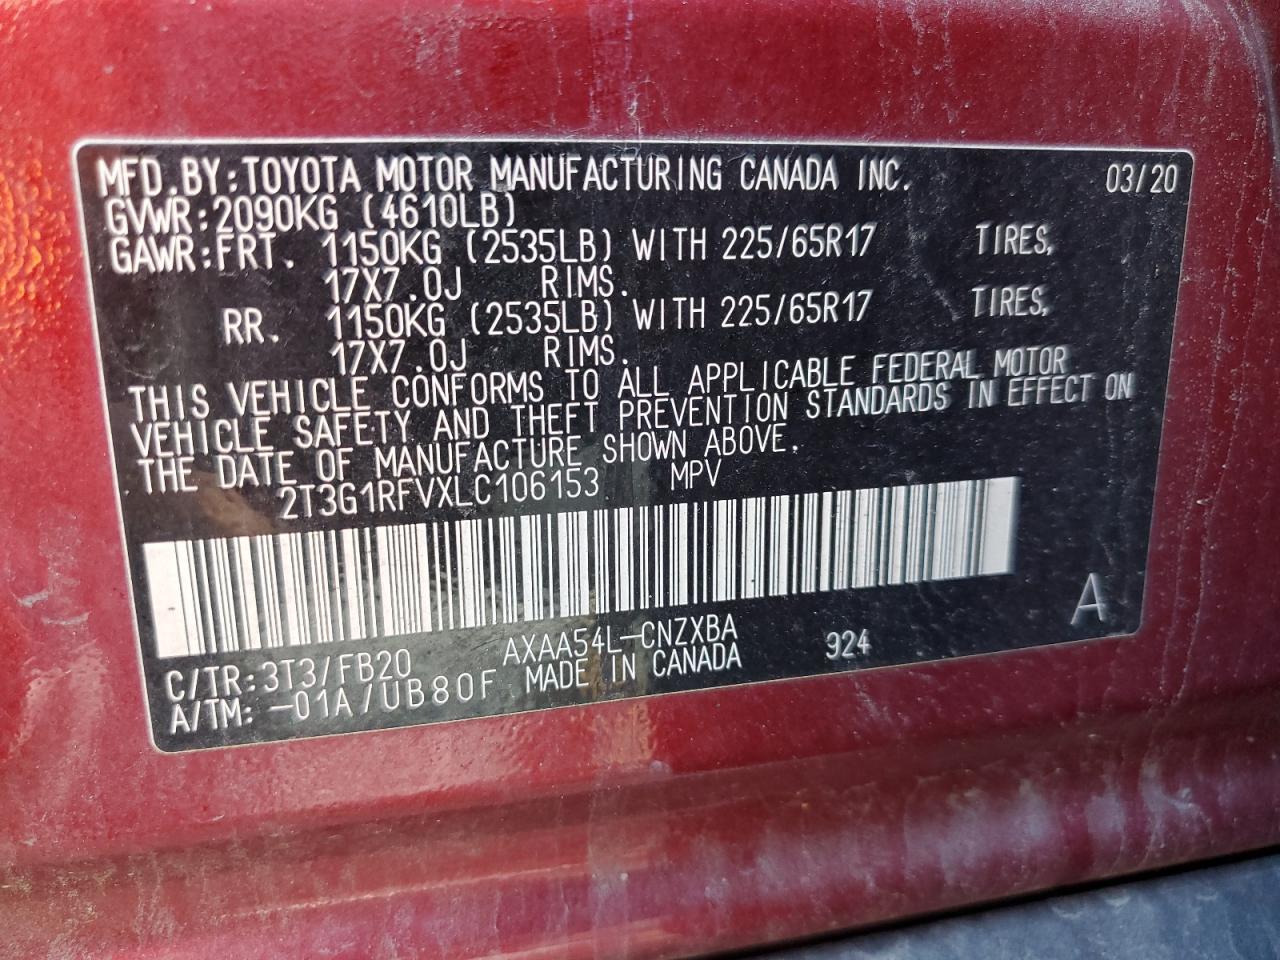 MFD.BY:TOYOTA MOTOR MANUFACTURING CANADA INC. 03/20
GVWR:2090KG (4610LB)
GAWR:FRT. 1150KG (2535LB) WITH 225/65R17 TIRES,
17X7.0J RIMS.
RR. 1150KG (2535LB) WITH 225/65R17 TIRES,
17X7.0J RIMS.
THIS VEHICLE CONFORMS TO ALL APPLICABLE FEDERAL MOTOR
VEHICLE SAFETY AND THEFT PREVENTION STANDARDS IN EFFECT ON
THE DATE OF MANUFACTURE SHOWN ABOVE.
2T3G1RFVXLC106153 MPV
C/TR:3T3/FB20 AXAA54L-CNZXBA 924 A
A/TM:-01A/UB80F MADE IN CANADA